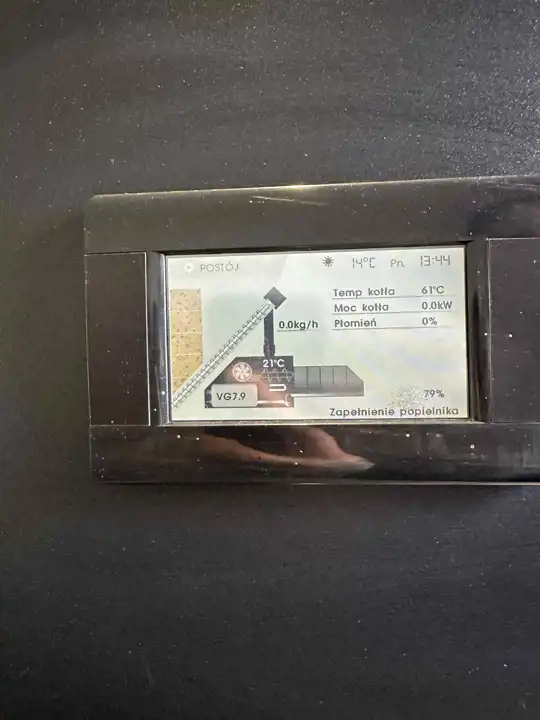 POSTÓJ 14°C Pn. 13:44
Temp kotła 61°C
Moc kotła 0.0kW
0.0kg/h Płomień 0%
21°C
VG7.9 79%
Zapełnienie popielnika